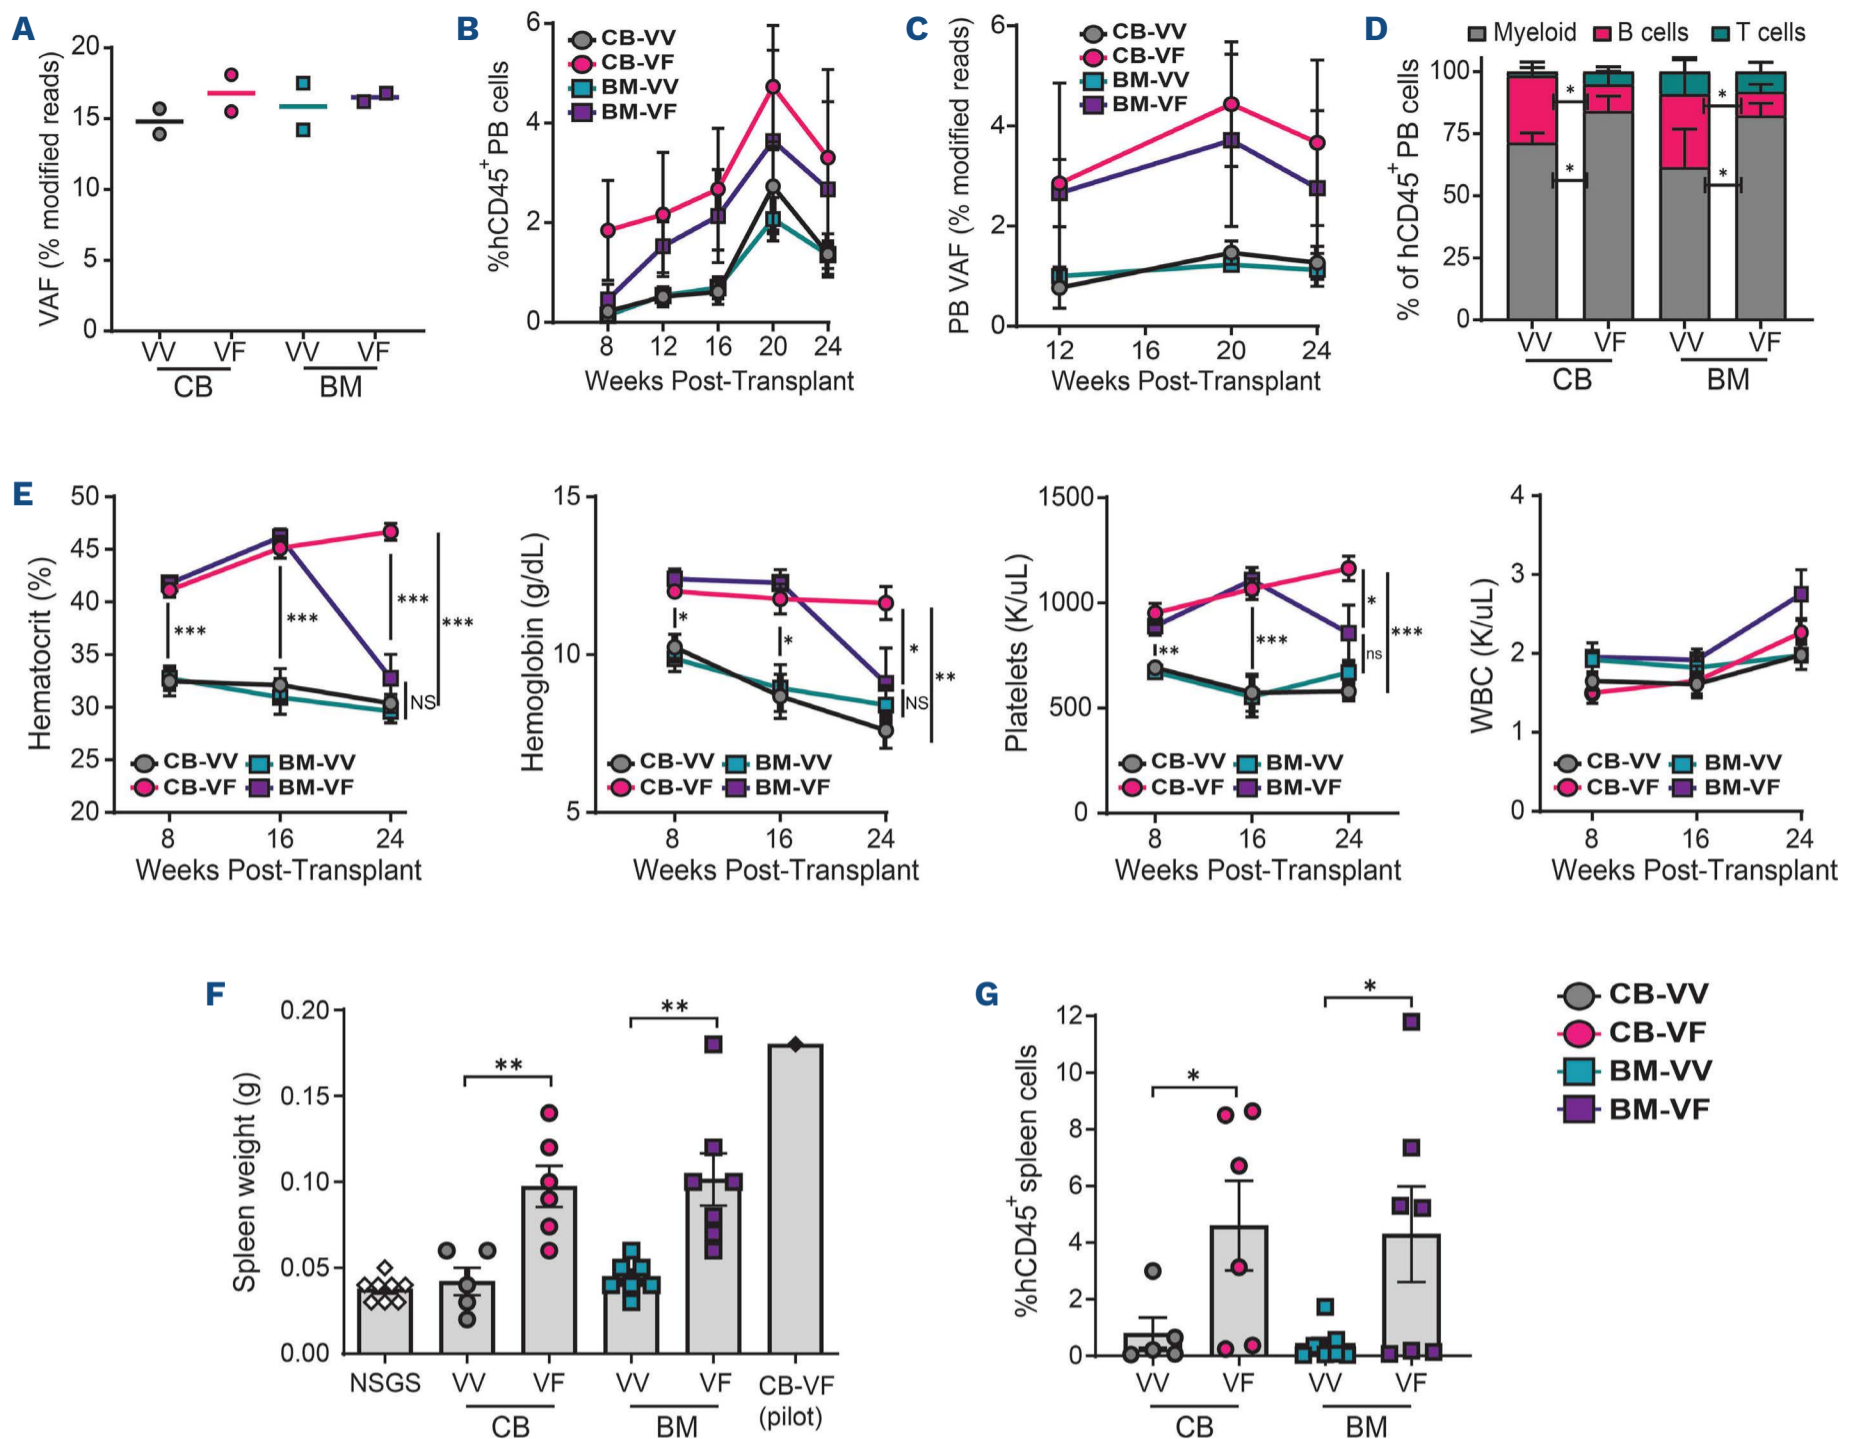 A
VAF (% modified reads)
20
15
10
5
0
VV VF VV VF
CB BM
B
%hCD45+ PB cells
6
4
2
0
CB-VV
CB-VF
BM-VV
BM-VF
8 12 16 20 24
Weeks Post-Transplant
C
PB VAF (% modified reads)
6
4
2
0
CB-VV
CB-VF
BM-VV
BM-VF
12 16 20 24
Weeks Post-Transplant
D
Myeloid B cells T cells
% of hCD45+ PB cells
100
75
50
25
0
* *
* *
VV VF VV VF
CB BM
E
Hematocrit (%)
50
45
40
35
30
25
20
*** *** *** ***
NS
CB-VV BM-VV
CB-VF BM-VF
8 16 24
Weeks Post-Transplant
Hemoglobin (g/dL)
15
10
5
* * * **
NS
CB-VV BM-VV
CB-VF BM-VF
8 16 24
Weeks Post-Transplant
Platelets (K/uL)
1500
1000
500
0
** *** * ***
ns
CB-VV BM-VV
CB-VF BM-VF
8 16 24
Weeks Post-Transplant
WBC (K/uL)
4
3
2
1
0
CB-VV BM-VV
CB-VF BM-VF
8 16 24
Weeks Post-Transplant
F
Spleen weight (g)
0.20
0.15
0.10
0.05
0.00
** **
NSGS VV VF VV VF CB-VF
(pilot)
CB BM
G
%hCD45+ spleen cells
12
10
8
6
4
2
0
* *
VV VF VV VF
CB BM
CB-VV
CB-VF
BM-VV
BM-VF